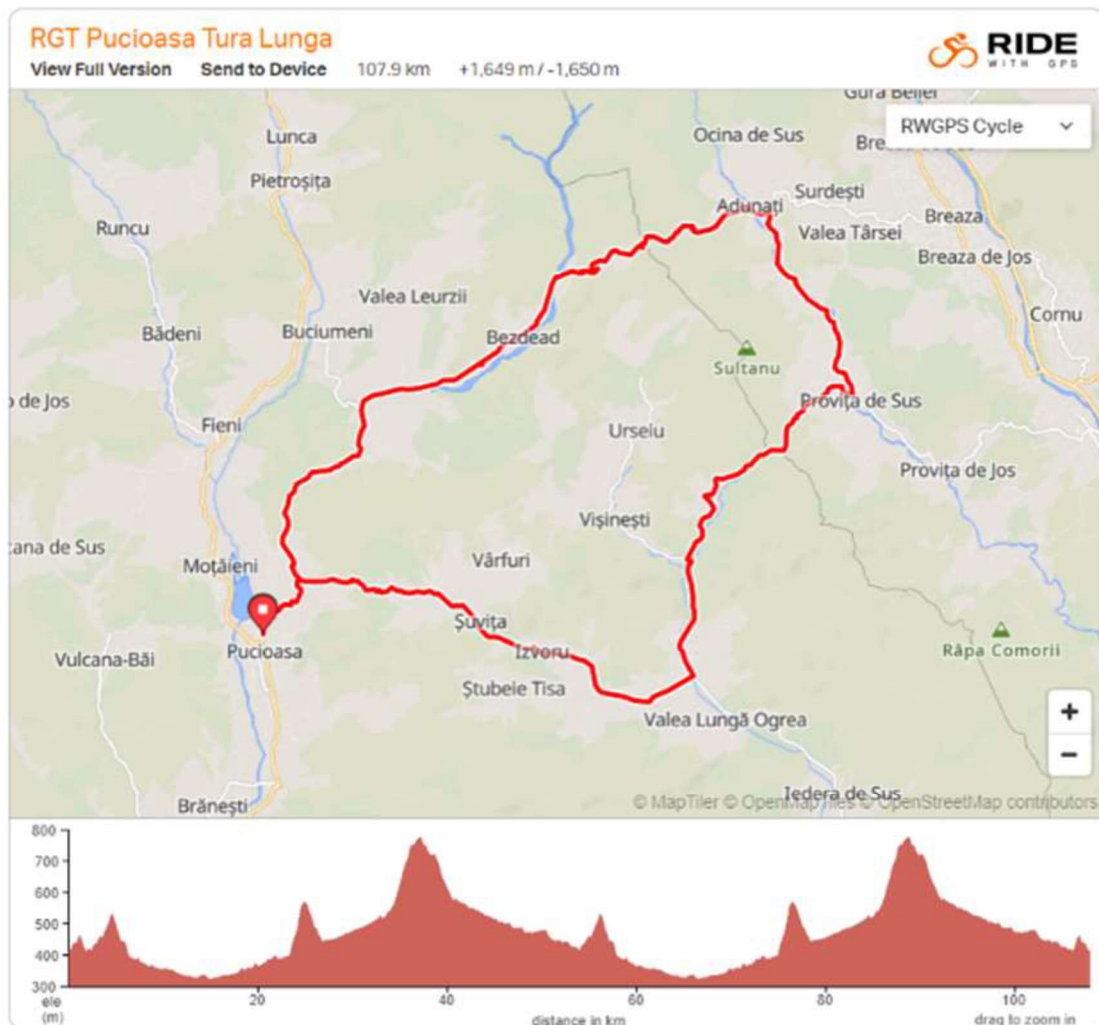 RGT Pucioasa Tura Lunga
View Full Version Send to Device 107.9 km +1,649 m / -1,650 m
RIDE
WITH GPS
Gura Beliei
RWGPS Cycle
Lunca
Ocina de Sus
Pietroșița
Surdești
Adunați
Breaza
Runcu
Valea Târsei
Breaza de Jos
Valea Leurzii
Cornu
Bădeni
Buciumeni
Bezdead
Sultanu
de Jos
Provița de Sus
Fieni
Urseiu
Provița de Jos
Vișinești
cana de Sus
Vârfuri
Moțăieni
Șuvița
Pucioasa
Izvoru
Râpa Comorii
Vulcana-Băi
Ștubeie Tisa
Valea Lungă Ogrea
+
−
Iedera de Sus
Brănești
© MapTiler © OpenMapTiles © OpenStreetMap contributors
800
700
600
500
400
300
ele
(m)
20 40 60 80 100
distance in km
drag to zoom in